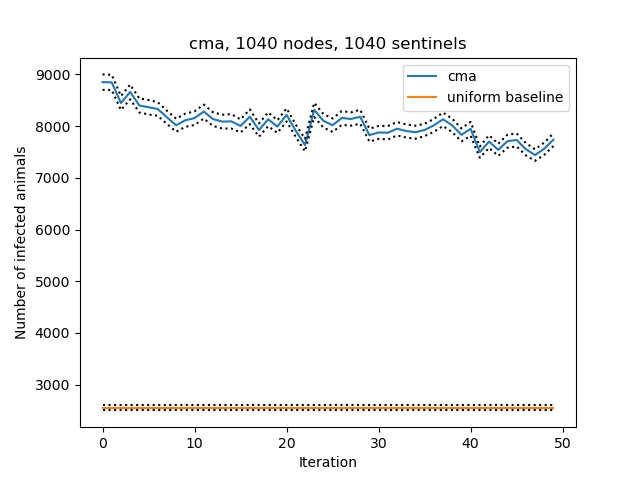 cma, 1040 nodes, 1040 sentinels
cma
uniform baseline
Number of infected animals
9000
8000
7000
6000
5000
4000
3000
0 10 20 30 40 50
Iteration